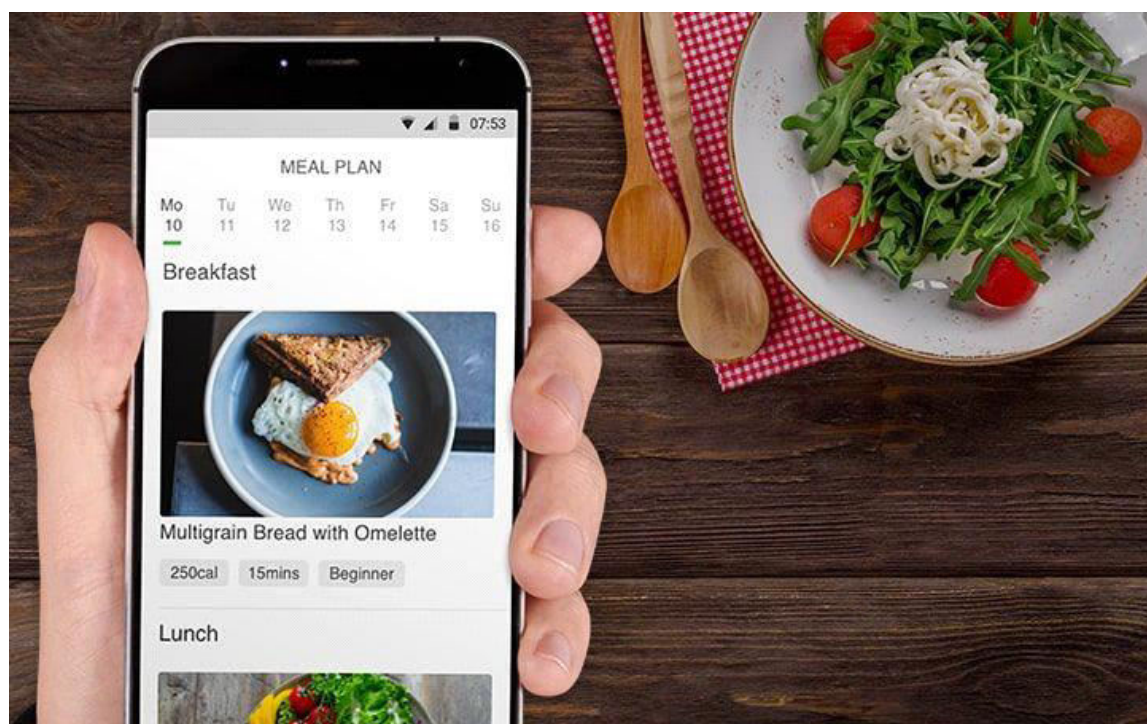 07:53
MEAL PLAN
Mo Tu We Th Fr Sa Su
10 11 12 13 14 15 16
Breakfast
Multigrain Bread with Omelette
250cal 15mins Beginner
Lunch